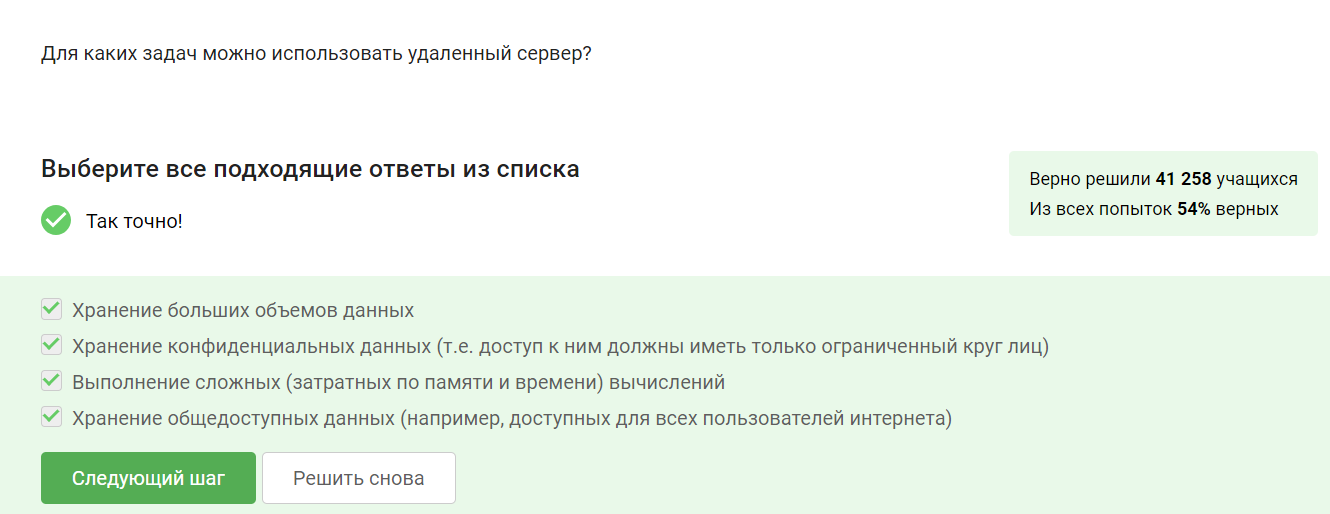 Для каких задач можно использовать удаленный сервер?
Выберите все подходящие ответы из списка
Верно решили 41 258 учащихся
Из всех попыток 54% верных
Так точно!
Хранение больших объемов данных
Хранение конфиденциальных данных (т.е. доступ к ним должны иметь только ограниченный круг лиц)
Выполнение сложных (затратных по памяти и времени) вычислений
Хранение общедоступных данных (например, доступных для всех пользователей интернета)
Следующий шаг
Решить снова